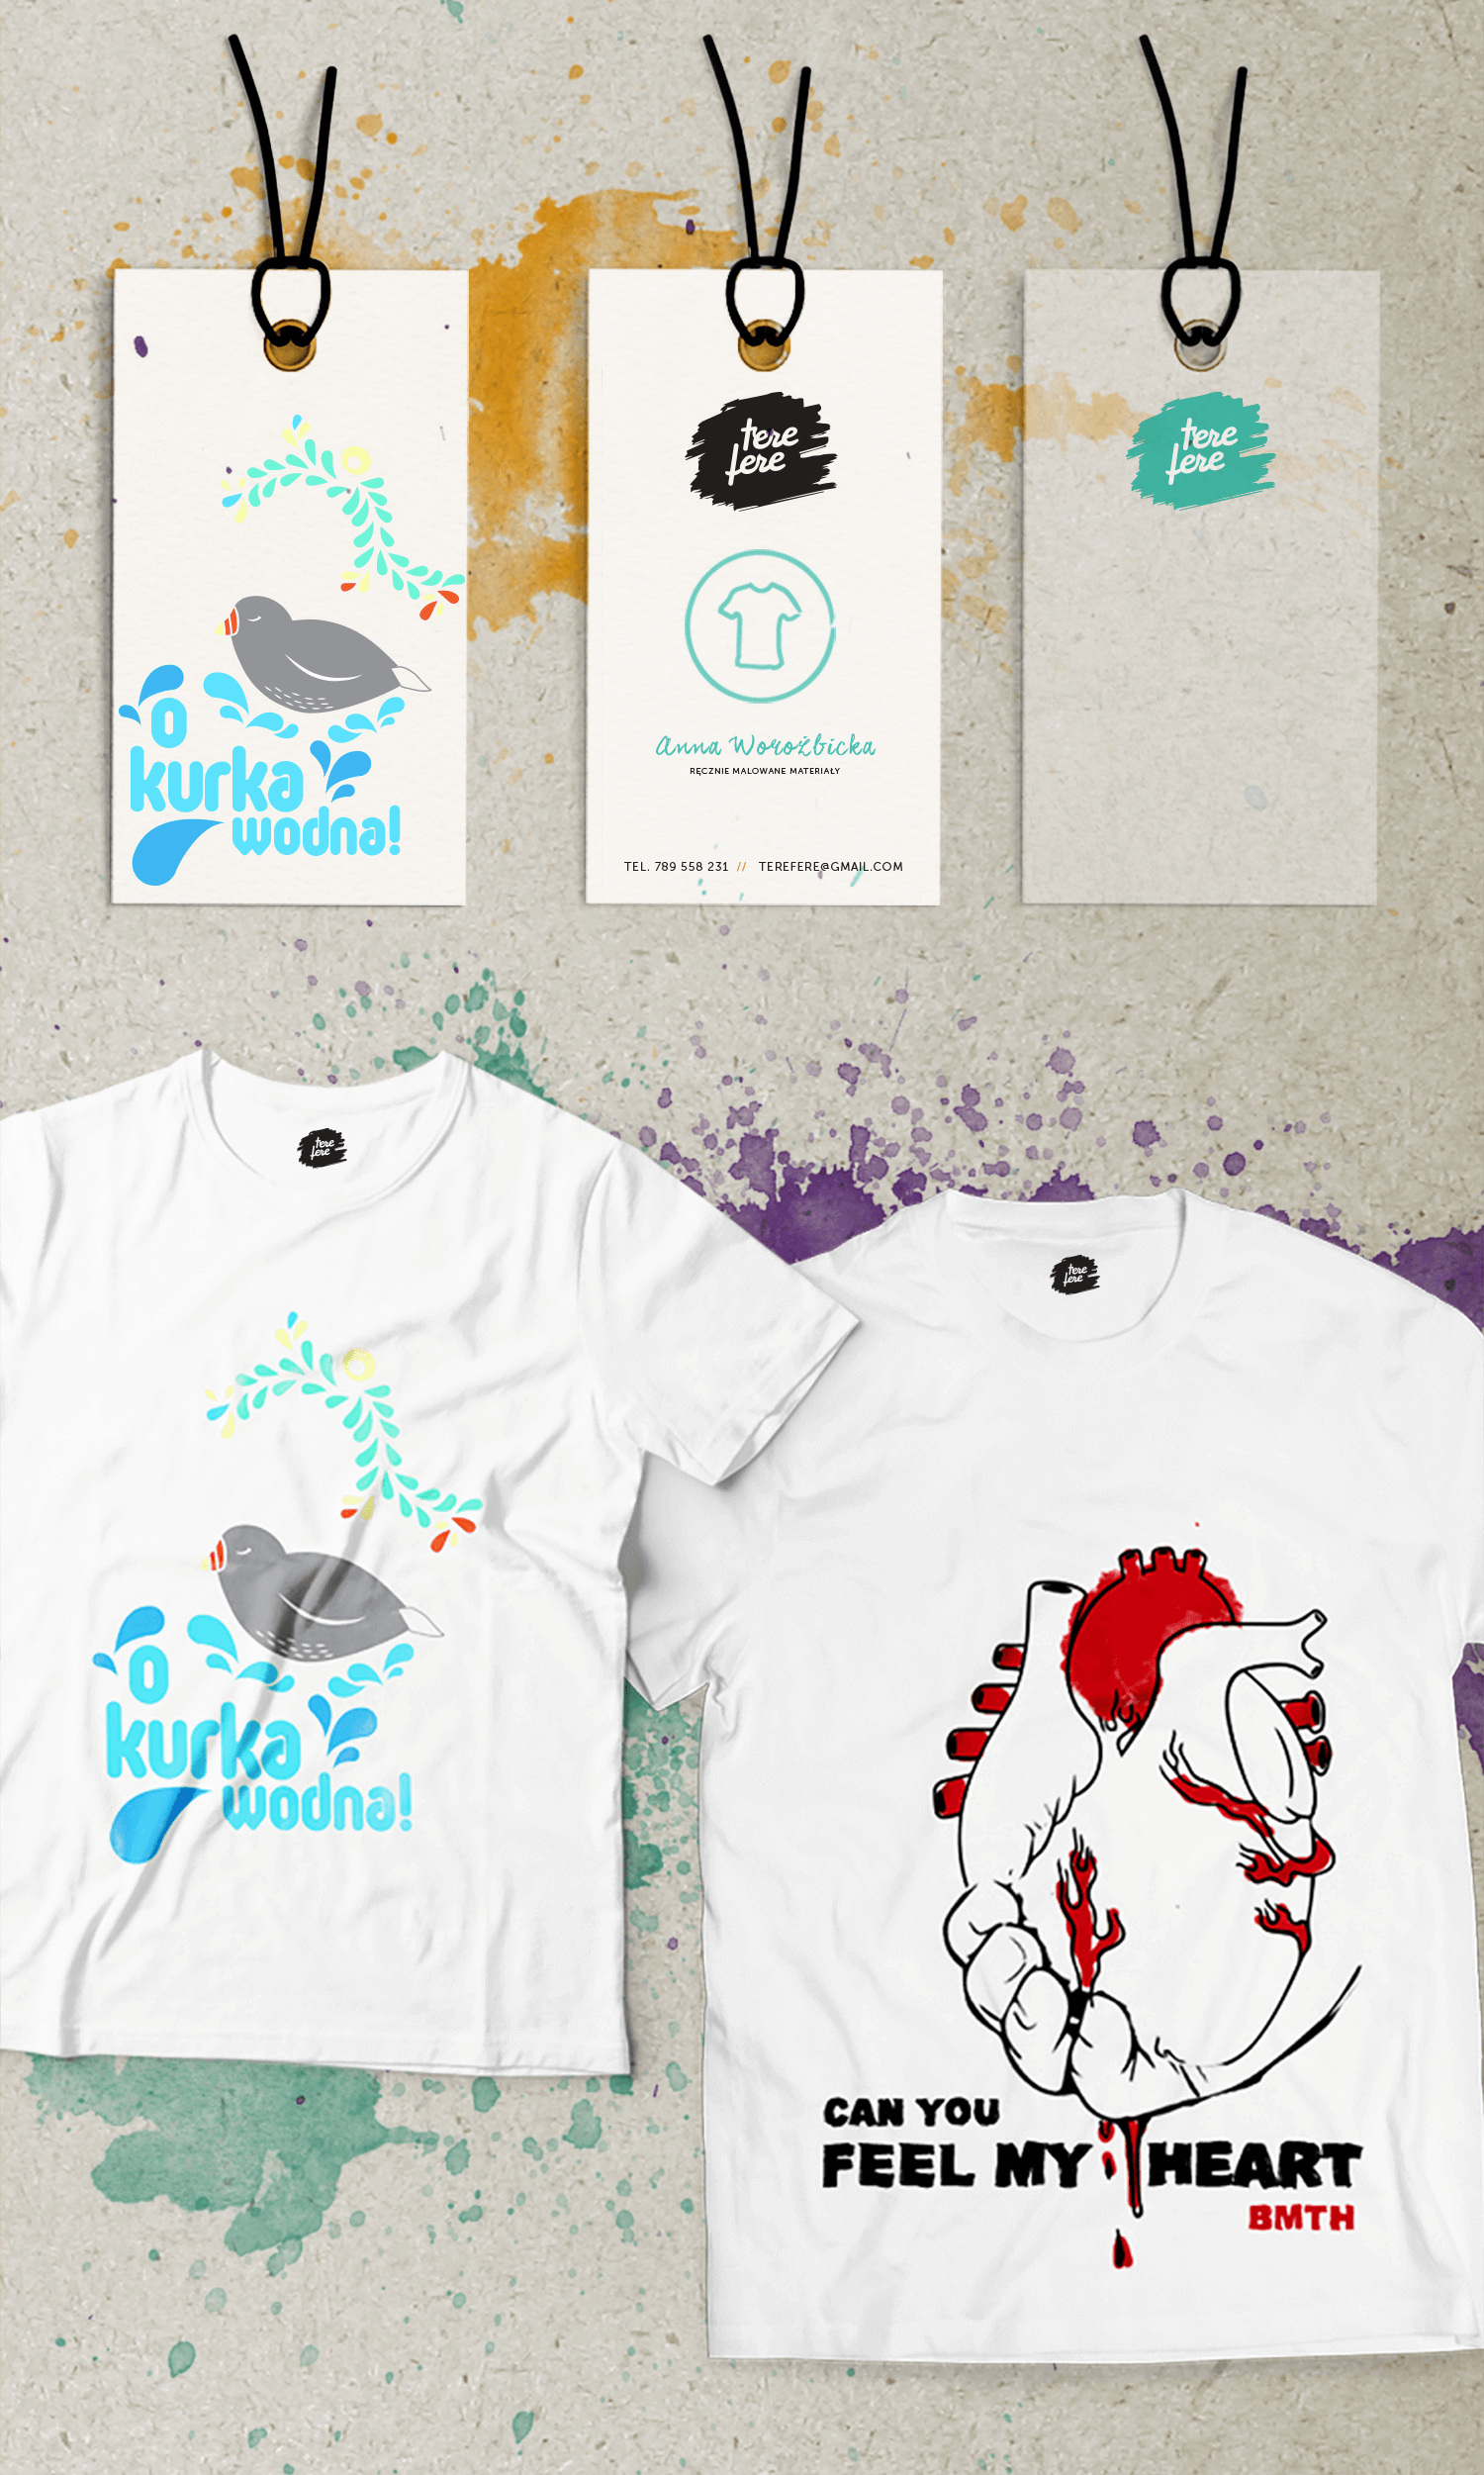 tere
fere
tere
fere
o
kurka
wodna!
Anna Woroźbicka
RĘCZNIE MALOWANE MATERIAŁY
TEL. 789 558 231 // TEREFERE@GMAIL.COM
tere
fere
tere
fere
o
kurka
wodna!
CAN YOU
FEEL MY HEART
BMTH